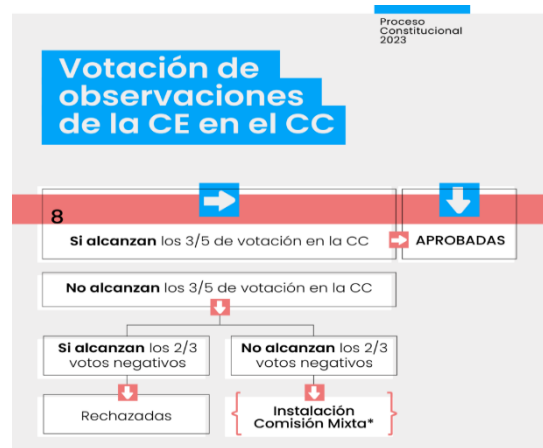 Proceso
Constitucional
2023
Votación de
observaciones
de la CE en el CC
8
Si alcanzan los 3/5 de votación en la CC
APROBADAS
No alcanzan los 3/5 de votación en la CC
Si alcanzan los 2/3
votos negativos
No alcanzan los 2/3
votos negativos
Rechazadas
Instalación
Comisión Mixta*